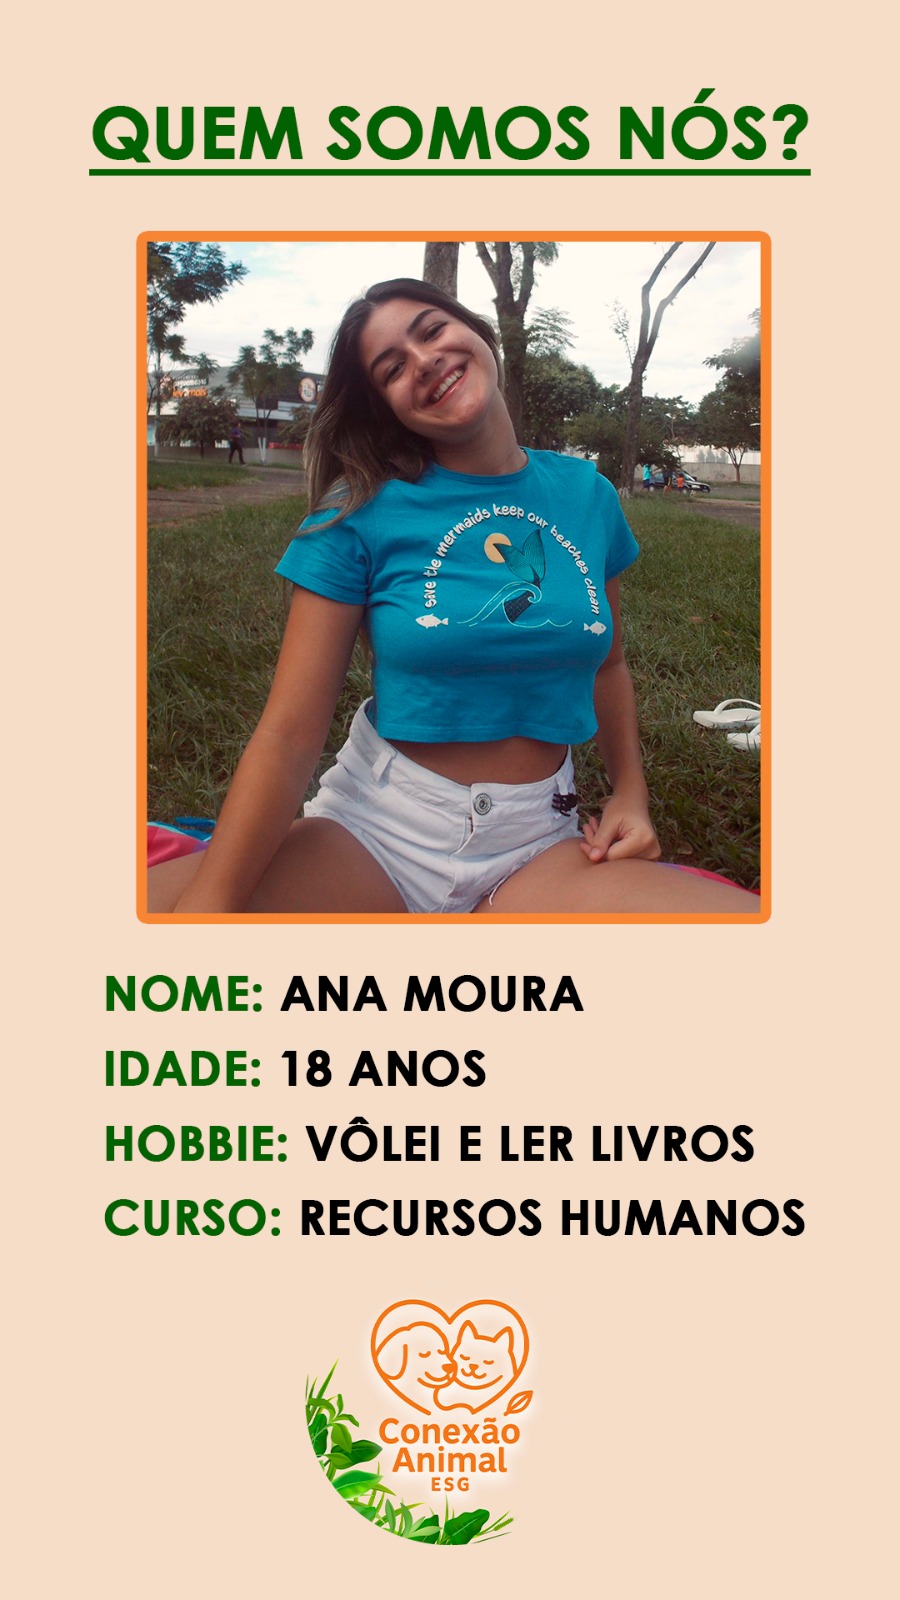 QUEM SOMOS NÓS?
save the mermaids keep our beaches clean
NOME: ANA MOURA
IDADE: 18 ANOS
HOBBIE: VÔLEI E LER LIVROS
CURSO: RECURSOS HUMANOS
Conexão
Animal
ESG